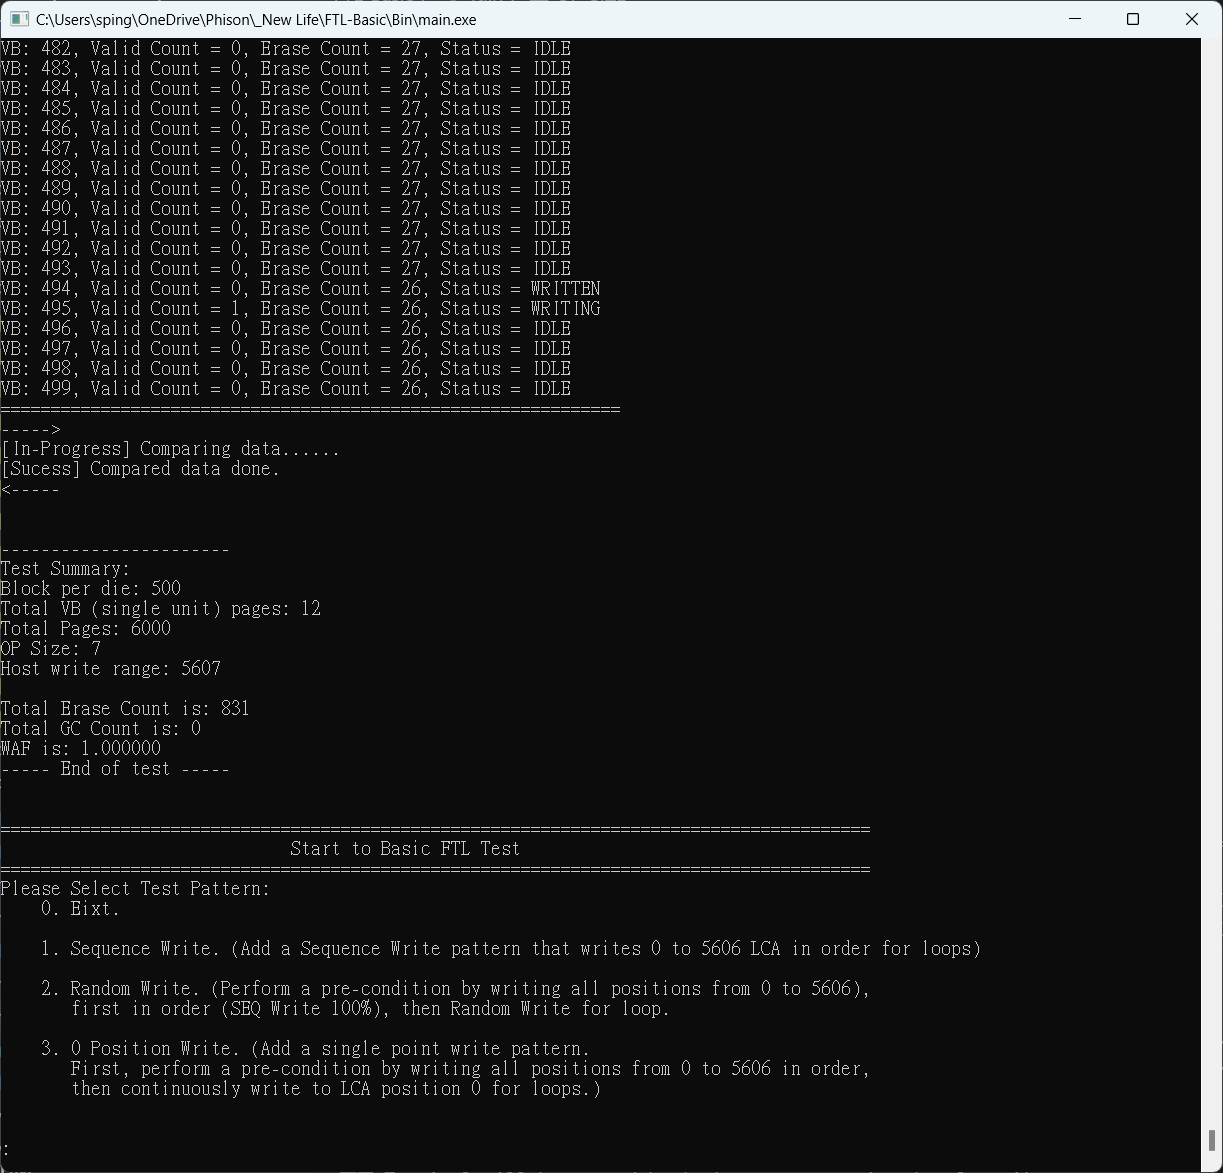 C:\Users\sping\OneDrive\Phison\_New Life\FTL-Basic\Bin\main.exe
VB: 482, Valid Count = 0, Erase Count = 27, Status = IDLE
VB: 483, Valid Count = 0, Erase Count = 27, Status = IDLE
VB: 484, Valid Count = 0, Erase Count = 27, Status = IDLE
VB: 485, Valid Count = 0, Erase Count = 27, Status = IDLE
VB: 486, Valid Count = 0, Erase Count = 27, Status = IDLE
VB: 487, Valid Count = 0, Erase Count = 27, Status = IDLE
VB: 488, Valid Count = 0, Erase Count = 27, Status = IDLE
VB: 489, Valid Count = 0, Erase Count = 27, Status = IDLE
VB: 490, Valid Count = 0, Erase Count = 27, Status = IDLE
VB: 491, Valid Count = 0, Erase Count = 27, Status = IDLE
VB: 492, Valid Count = 0, Erase Count = 27, Status = IDLE
VB: 493, Valid Count = 0, Erase Count = 27, Status = IDLE
VB: 494, Valid Count = 0, Erase Count = 26, Status = WRITTEN
VB: 495, Valid Count = 1, Erase Count = 26, Status = WRITING
VB: 496, Valid Count = 0, Erase Count = 26, Status = IDLE
VB: 497, Valid Count = 0, Erase Count = 26, Status = IDLE
VB: 498, Valid Count = 0, Erase Count = 26, Status = IDLE
VB: 499, Valid Count = 0, Erase Count = 26, Status = IDLE
==============================================================
----->
[In-Progress] Comparing data......
[Sucess] Compared data done.
<-----
-----------------------
Test Summary:
Block per die: 500
Total VB (single unit) pages: 12
Total Pages: 6000
OP Size: 7
Host write range: 5607
Total Erase Count is: 831
Total GC Count is: 0
WAF is: 1.000000
----- End of test -----
=======================================================================================
Start to Basic FTL Test
=======================================================================================
Please Select Test Pattern:
0. Eixt.
1. Sequence Write. (Add a Sequence Write pattern that writes 0 to 5606 LCA in order for loops)
2. Random Write. (Perform a pre-condition by writing all positions from 0 to 5606),
first in order (SEQ Write 100%), then Random Write for loop.
3. 0 Position Write. (Add a single point write pattern.
First, perform a pre-condition by writing all positions from 0 to 5606 in order,
then continuously write to LCA position 0 for loops.)
: